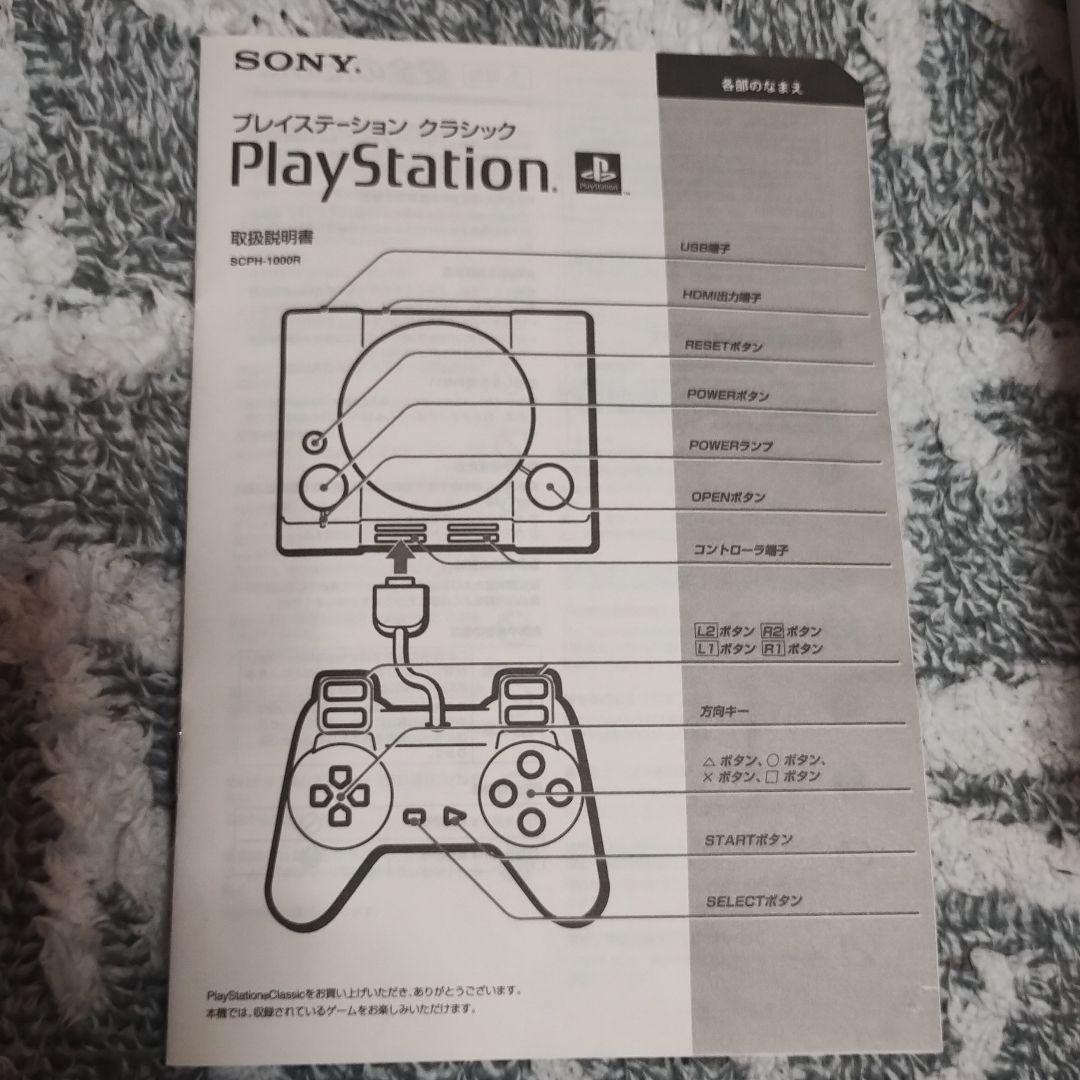 SONY®
各部のなまえ
プレイステーション クラシック
PlayStation®
PlayStation™
取扱説明書
SCPH-1000R
USB端子
HDMI出力端子
RESETボタン
POWERボタン
POWERランプ
OPENボタン
コントローラ端子
L2ボタン R2ボタン
L1ボタン R1ボタン
方向キー
△ ボタン、○ ボタン、
× ボタン、□ ボタン
STARTボタン
SELECTボタン
PlayStation®Classicをお買い上げいただき、ありがとうございます。
本機では、収録されているゲームをお楽しみいただけます。